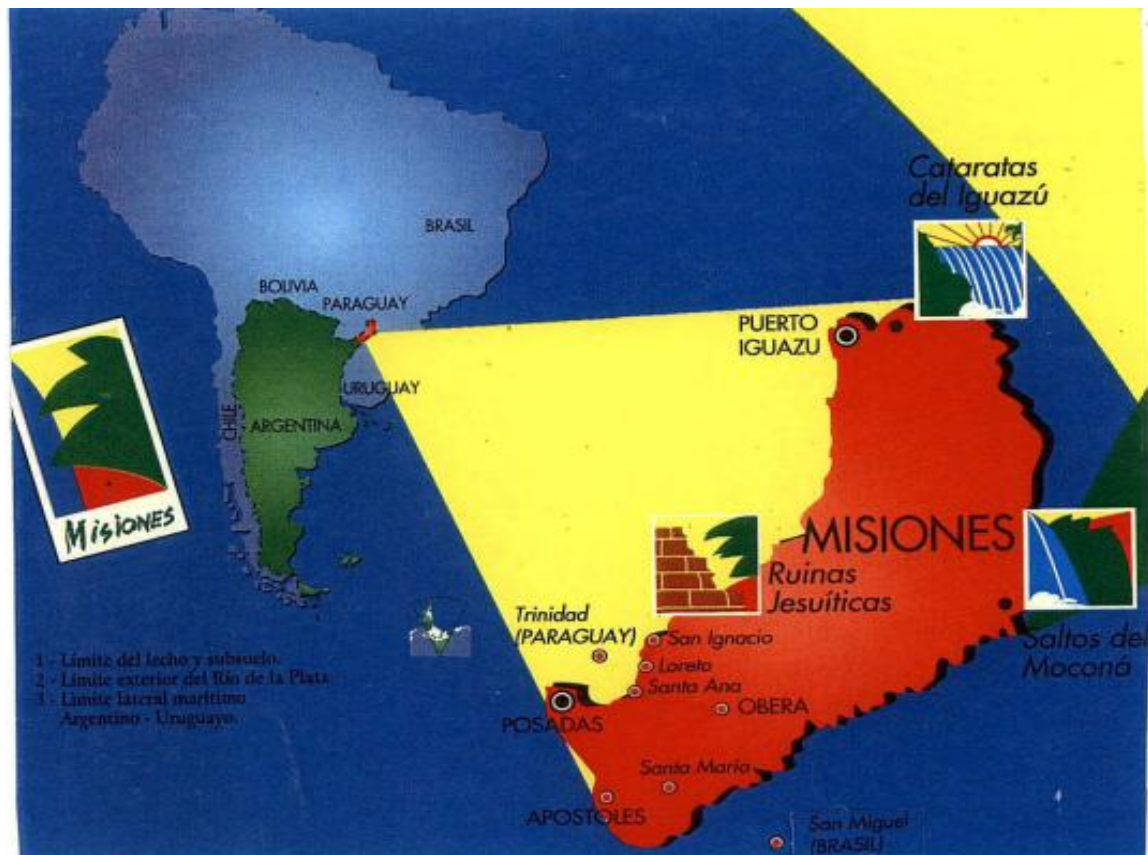 Cataratas
del Iguazú
BRASIL
BOLIVIA
PARAGUAY
PUERTO
IGUAZU
URUGUAY
CHILE
ARGENTINA
Misiones
MISIONES
Ruinas
Jesuíticas
Trinidad
(PARAGUAY)
San Ignacio
Loreto
Santa Ana
Saltos del
Moconá
1 - Límite del lecho y subsuelo.
2 - Límite exterior del Río de la Plata
3 - Límite lateral marítimo
Argentino - Uruguayo.
POSADAS
OBERA
Santa María
APOSTOLES
San Miguel
(BRASIL)